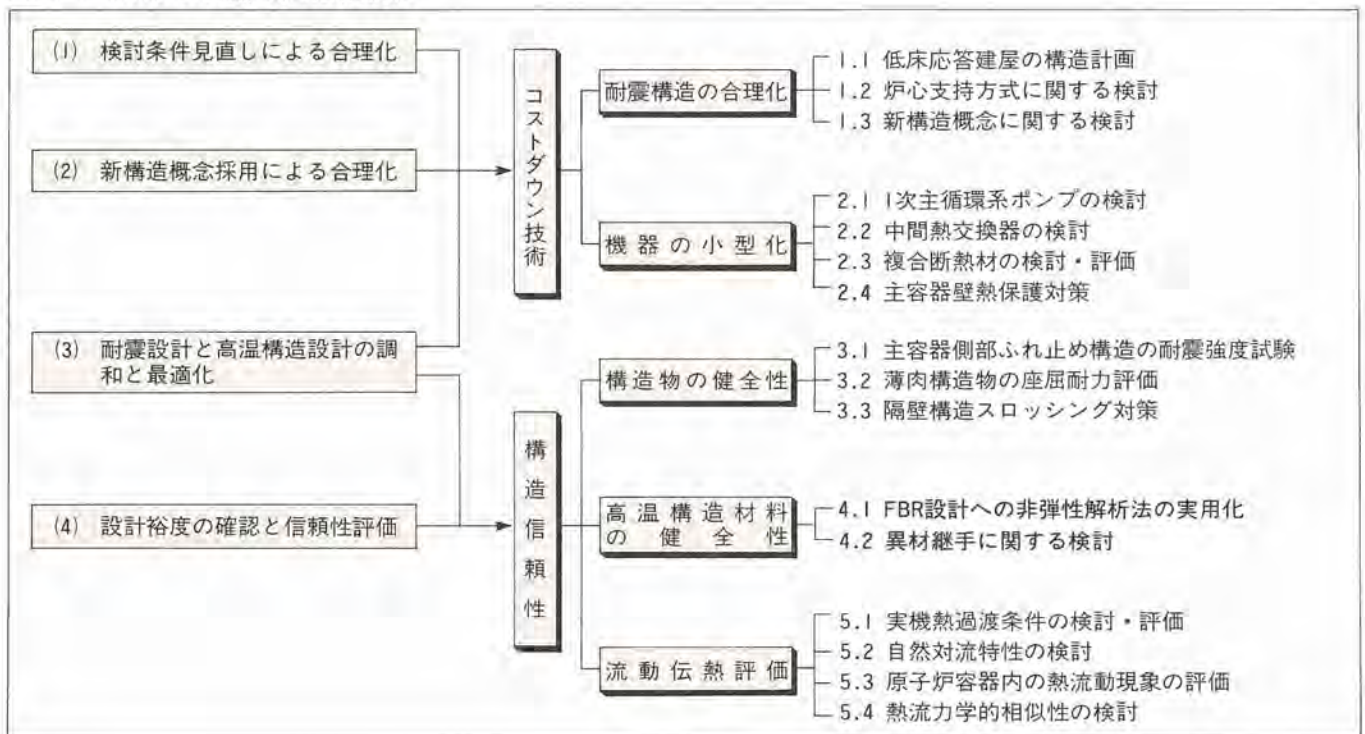 (1) 検討条件見直しによる合理化
(2) 新構造概念採用による合理化
(3) 耐震設計と高温構造設計の調
和と最適化
(4) 設計裕度の確認と信頼性評価
コストダウン技術
構造信頼性
耐震構造の合理化
1.1 低床応答建屋の構造計画
1.2 炉心支持方式に関する検討
1.3 新構造概念に関する検討
機器の小型化
2.1 1次主循環系ポンプの検討
2.2 中間熱交換器の検討
2.3 複合断熱材の検討・評価
2.4 主容器壁熱保護対策
構造物の健全性
3.1 主容器側部ふれ止め構造の耐震強度試験
3.2 薄肉構造物の座屈耐力評価
3.3 隔壁構造スロッシング対策
高温構造材料
の健全性
4.1 FBR設計への非弾性解析法の実用化
4.2 異材継手に関する検討
流動伝熱評価
5.1 実機熱過渡条件の検討・評価
5.2 自然対流特性の検討
5.3 原子炉容器内の熱流動現象の評価
5.4 熱流力学的相似性の検討